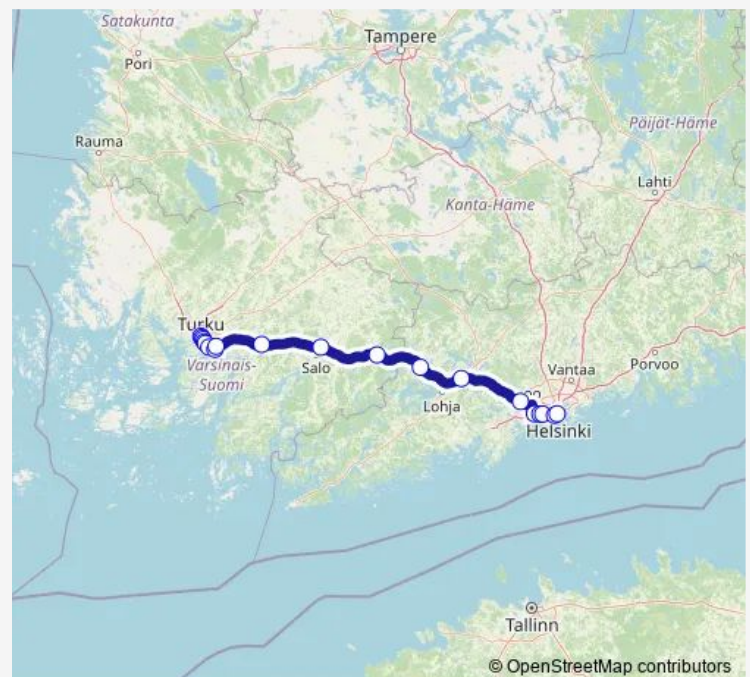 Satakunta
Tampere
Pori
Päijät-Häme
Rauma
Lahti
Kanta-Häme
Turku
Varsinais-
Suomi
Salo
Vantaa
Porvoo
Lohja
Helsinki
Tallinn
© OpenStreetMap contributors